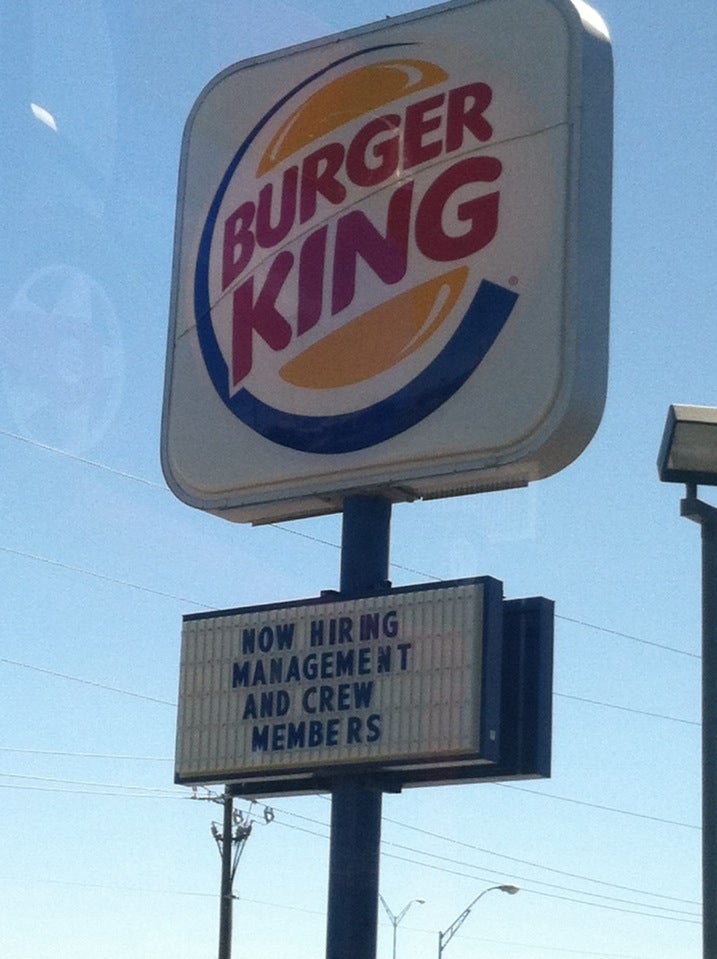 BURGER
KING
®
NOW HIRING
MANAGEMENT
AND CREW
MEMBERS